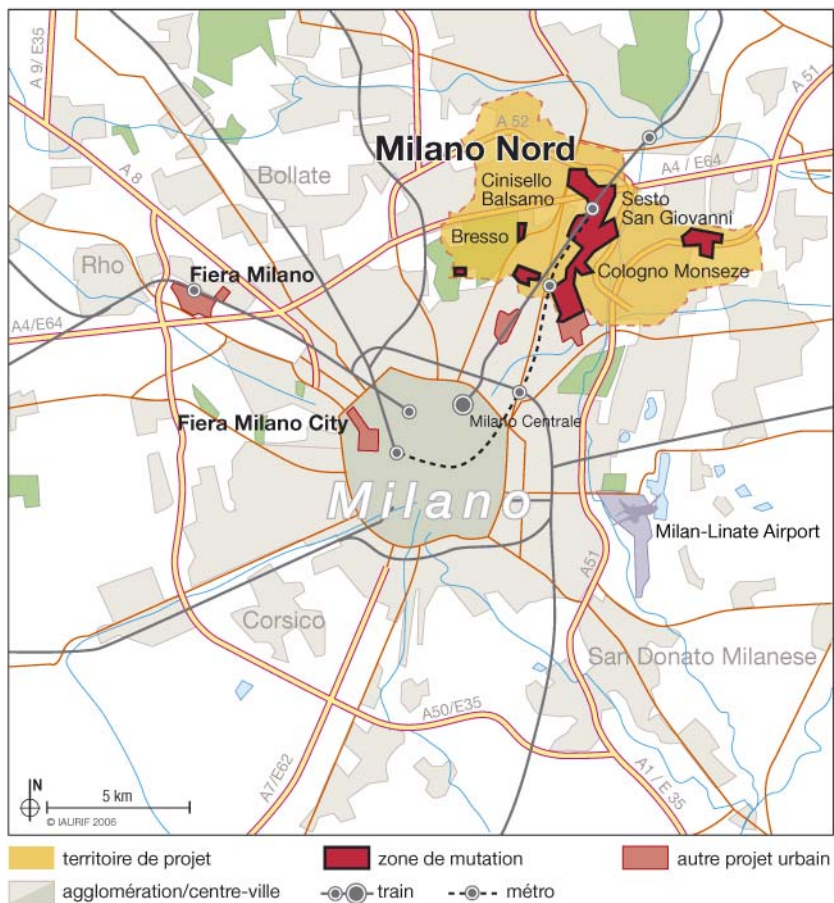 A 9/ E35
A 51
A 52
Milano Nord
A 8
Bollate
Cinisello
Balsamo
A4 / E64
Sesto
San Giovanni
Bresso
Rho
Fiera Milano
Cologno Monseze
A4/E64
Fiera Milano City
Milano Centrale
Milano
Milan-Linate Airport
A51
Corsico
San Donato Milanese
A50/E35
A7/E62
A1 / E 35
N
5 km
© IAURIF 2006
territoire de projet
zone de mutation
autre projet urbain
agglomération/centre-ville
train
métro